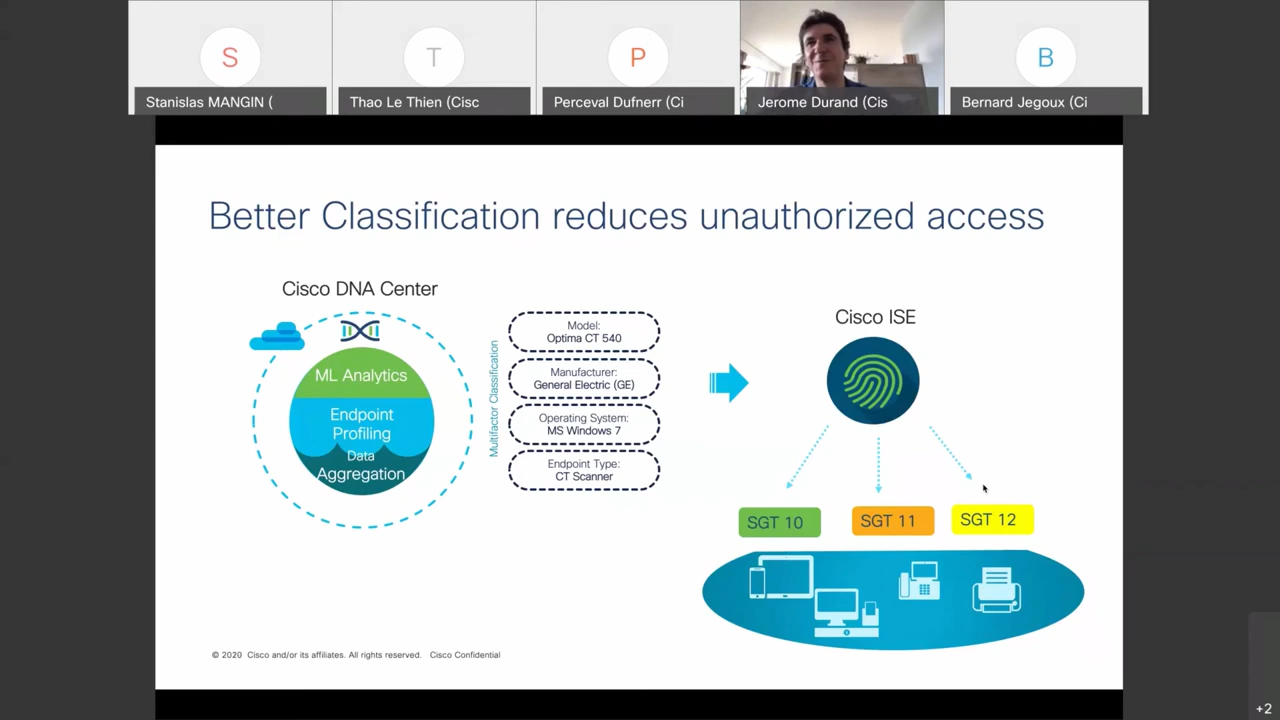 S
T
P
B
Stanislas MANGIN (
Thao Le Thien (Cisc
Perceval Dufnerr (Ci
Jerome Durand (Cis
Bernard Jegoux (Ci
Better Classification reduces unauthorized access
Cisco DNA Center
ML Analytics
Endpoint
Profiling
Data
Aggregation
Multifactor Classification
Model:
Optima CT 540
Manufacturer:
General Electric (GE)
Operating System:
MS Windows 7
Endpoint Type:
CT Scanner
Cisco ISE
SGT 10
SGT 11
SGT 12
© 2020 Cisco and/or its affiliates. All rights reserved. Cisco Confidential
+2